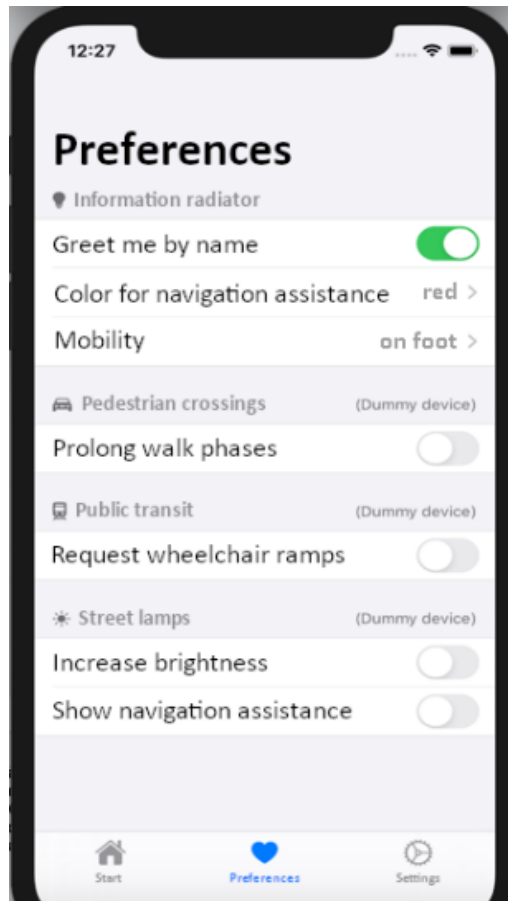 12:27
Preferences
Information radiator
Greet me by name
Color for navigation assistance red >
Mobility on foot >
Pedestrian crossings (Dummy device)
Prolong walk phases
Public transit (Dummy device)
Request wheelchair ramps
Street lamps (Dummy device)
Increase brightness
Show navigation assistance
Start Preferences Settings